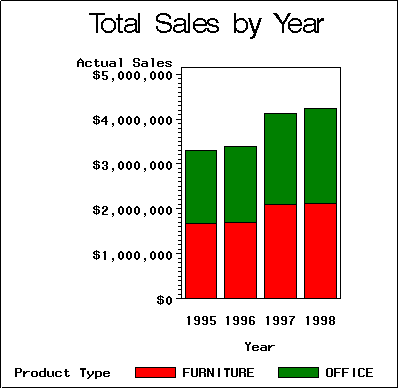 Total Sales by Year
Actual Sales
$5,000,000
$4,000,000
$3,000,000
$2,000,000
$1,000,000
$0
1995 1996 1997 1998
Year
Product Type FURNITURE OFFICE